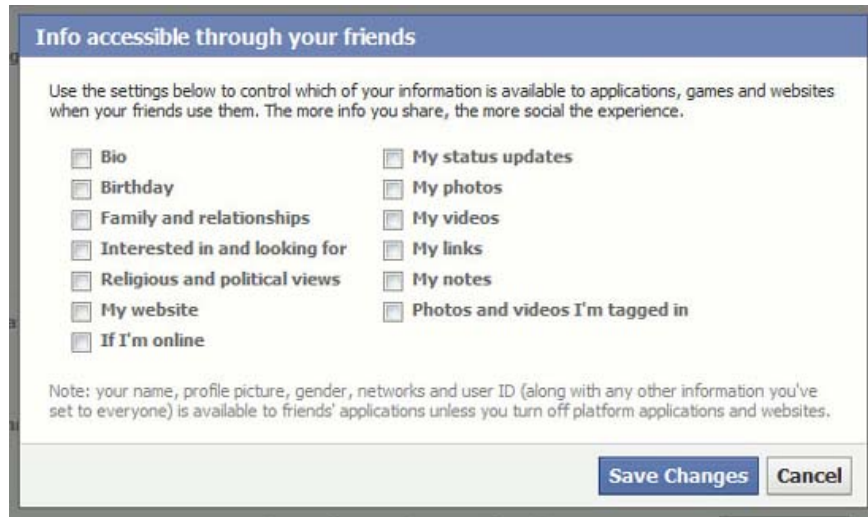 Info accessible through your friends
Use the settings below to control which of your information is available to applications, games and websites
when your friends use them. The more info you share, the more social the experience.
Bio
Birthday
Family and relationships
Interested in and looking for
Religious and political views
My website
If I'm online
My status updates
My photos
My videos
My links
My notes
Photos and videos I'm tagged in
Note: your name, profile picture, gender, networks and user ID (along with any other information you've
set to everyone) is available to friends' applications unless you turn off platform applications and websites.
Save Changes
Cancel